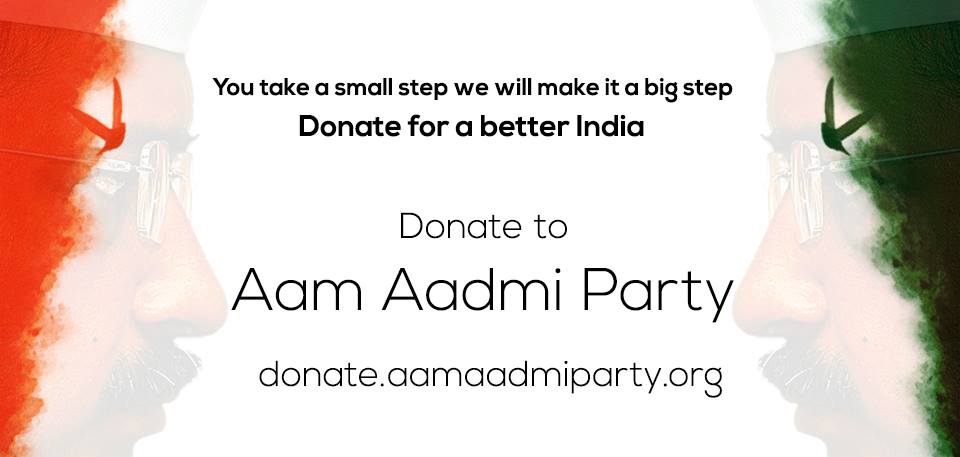 You take a small step we will make it a big step
Donate for a better India
Donate to
Aam Aadmi Party
donate.aamaadmiparty.org